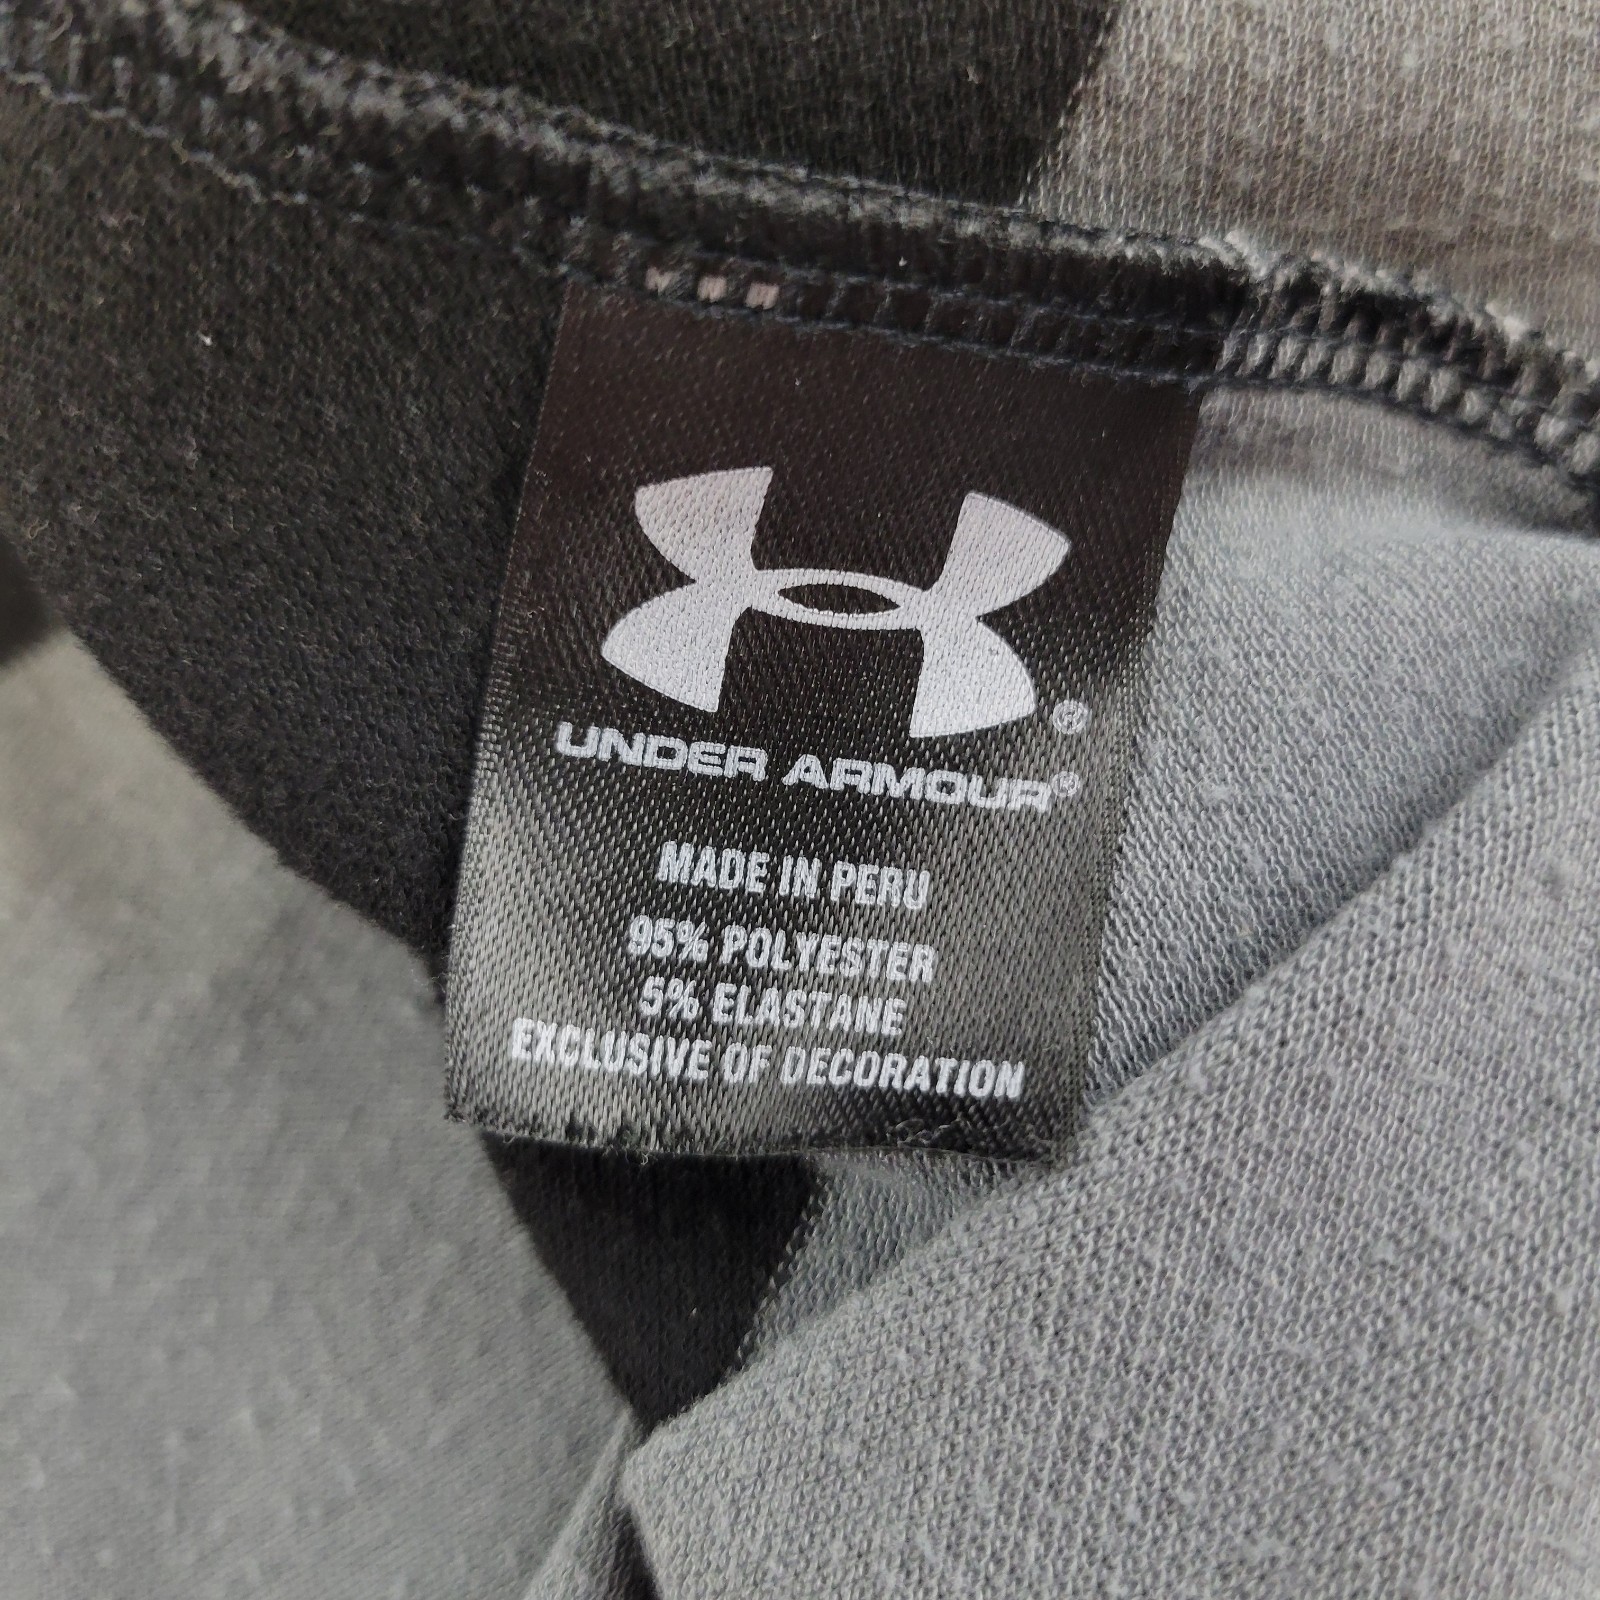 ®
UNDER ARMOUR®
MADE IN PERU
95% POLYESTER
5% ELASTANE
EXCLUSIVE OF DECORATION